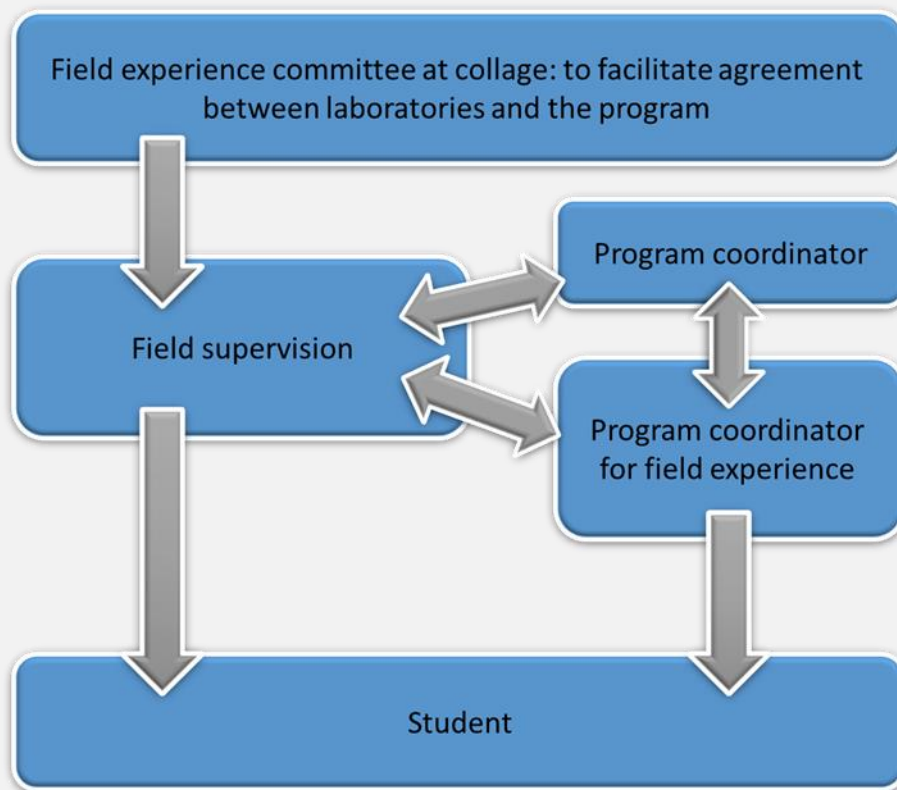 Field experience committee at collage: to facilitate agreement
between laboratories and the program
Program coordinator
Field supervision
Program coordinator
for field experience
Student